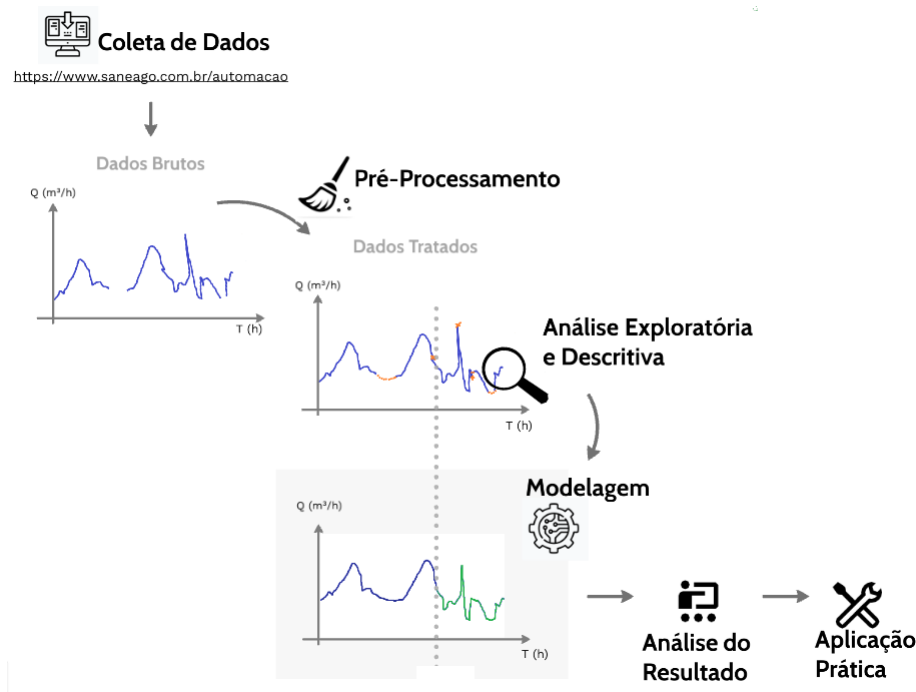 Coleta de Dados
https://www.saneago.com.br/automacao
Dados Brutos
Q (m³/h)
T (h)
Pré-Processamento
Dados Tratados
Q (m³/h)
T (h)
Análise Exploratória
e Descritiva
Modelagem
Q (m³/h)
T (h)
Análise do
Resultado
Aplicação
Prática